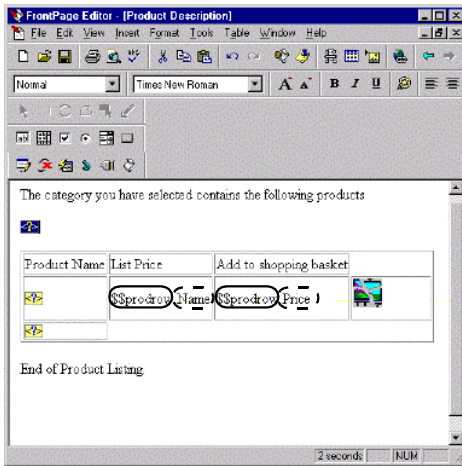 FrontPage Editor - [Product Description]
File Edit View Insert Format Tools Table Window Help
Normal Times New Roman A A B I U
abl
The category you have selected contains the following products
<?>
Product Name List Price Add to shopping basket
<?> $$prodrow Name $$prodrow Price
<?>
End of Product Listing.
2 seconds NUM